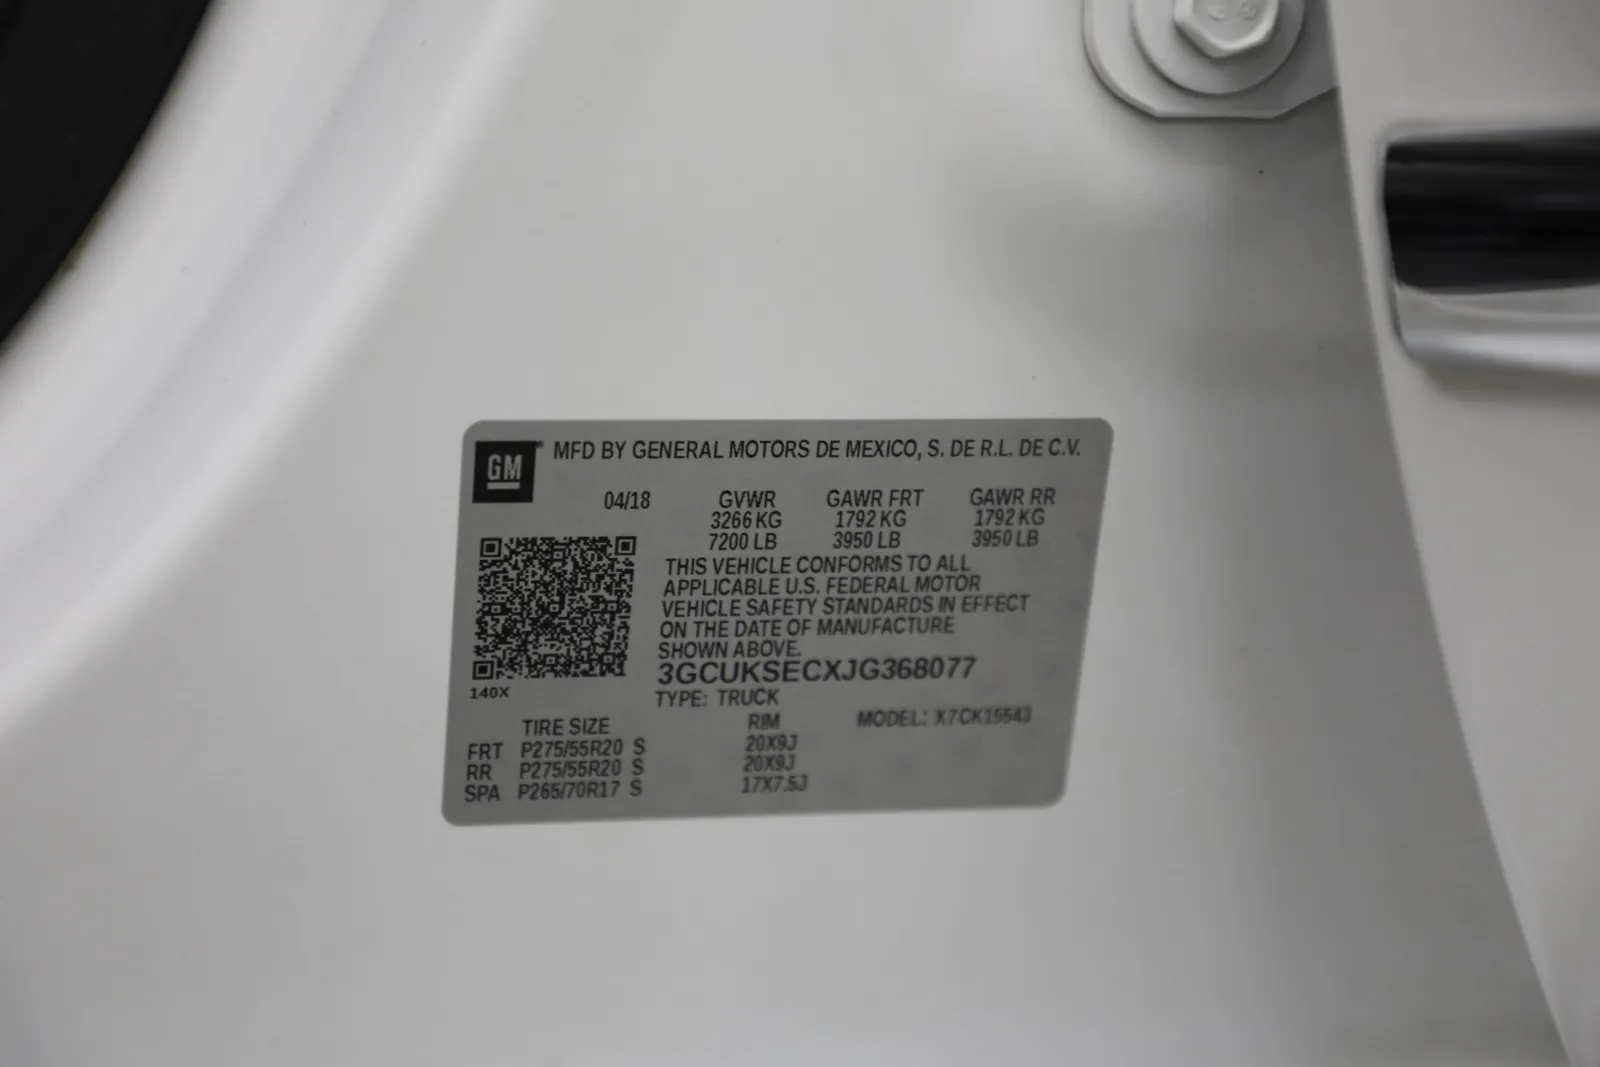 GM MFD BY GENERAL MOTORS DE MEXICO, S. DE R.L. DE C.V.
04/18 GVWR GAWR FRT GAWR RR
3266 KG 1792 KG 1792 KG
7200 LB 3950 LB 3950 LB
THIS VEHICLE CONFORMS TO ALL
APPLICABLE U.S. FEDERAL MOTOR
VEHICLE SAFETY STANDARDS IN EFFECT
ON THE DATE OF MANUFACTURE
SHOWN ABOVE.
3GCUKSECXJG368077
140X
TYPE: TRUCK
TIRE SIZE RIM MODEL: X7CK15543
FRT P275/55R20 S 20X9J
RR P275/55R20 S 20X9J
SPA P265/70R17 S 17X7.5J